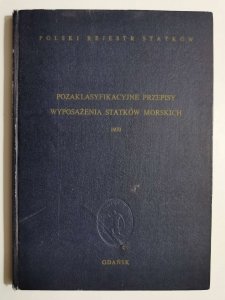 POLSKI REJESTR STATKÓW
POZAKLASYFIKACYJNE PRZEPISY
WYPOSAŻENIA STATKÓW MORSKICH
GDAŃSK